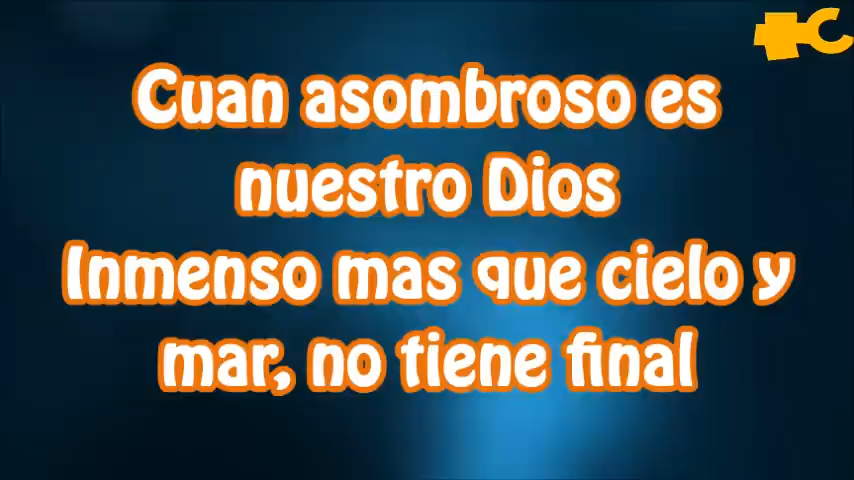 Cuan asombroso es
nuestro Dios
Inmenso mas que cielo y
mar, no tiene final